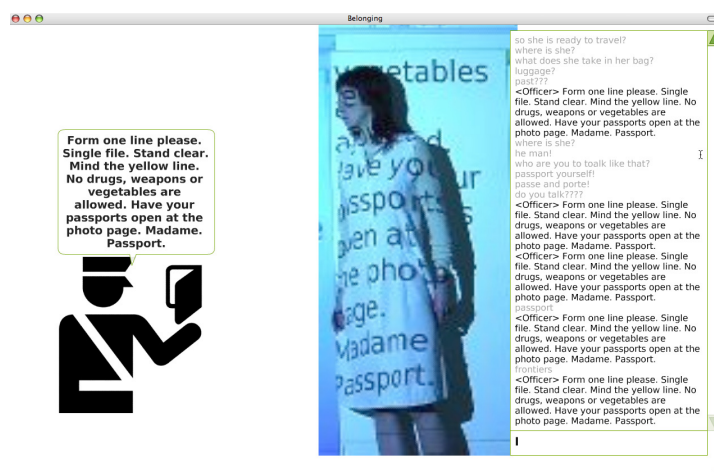 Belonging
Form one line please.
Single file. Stand clear.
Mind the yellow line.
No drugs, weapons or
vegetables are
allowed. Have your
passports open at the
photo page. Madame.
Passport.
vegetables
Have your
passports
open at
the photo
page.
Madame
Passport.
so she is ready to travel?
where is she?
what does she take in her bag?
luggage?
past???
<Officer> Form one line please. Single
file. Stand clear. Mind the yellow line. No
drugs, weapons or vegetables are
allowed. Have your passports open at the
photo page. Madame. Passport.
where is she?
he man!
who are you to toalk like that?
passport yourself!
passe and porte!
do you talk????
<Officer> Form one line please. Single
file. Stand clear. Mind the yellow line. No
drugs, weapons or vegetables are
allowed. Have your passports open at the
photo page. Madame. Passport.
<Officer> Form one line please. Single
file. Stand clear. Mind the yellow line. No
drugs, weapons or vegetables are
allowed. Have your passports open at the
photo page. Madame. Passport.
passport
<Officer> Form one line please. Single
file. Stand clear. Mind the yellow line. No
drugs, weapons or vegetables are
allowed. Have your passports open at the
photo page. Madame. Passport.
frontiers
<Officer> Form one line please. Single
file. Stand clear. Mind the yellow line. No
drugs, weapons or vegetables are
allowed. Have your passports open at the
photo page. Madame. Passport.